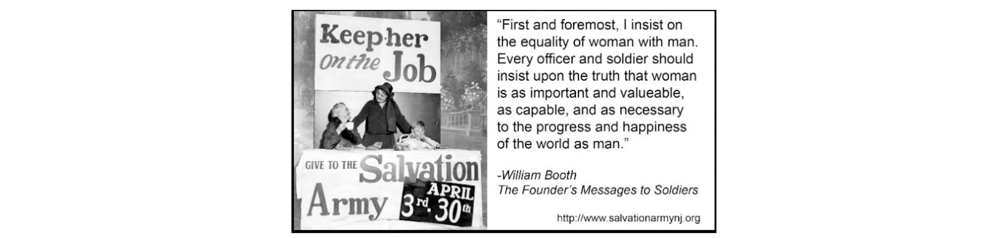 Keep·her
on the Job
GIVE TO THE Salvation
Army
APRIL
3rd. 30th
“First and foremost, I insist on
the equality of woman with man.
Every officer and soldier should
insist upon the truth that woman
is as important and valueable,
as capable, and as necessary
to the progress and happiness
of the world as man.”
-William Booth
The Founder’s Messages to Soldiers
http://www.salvationarmynj.org